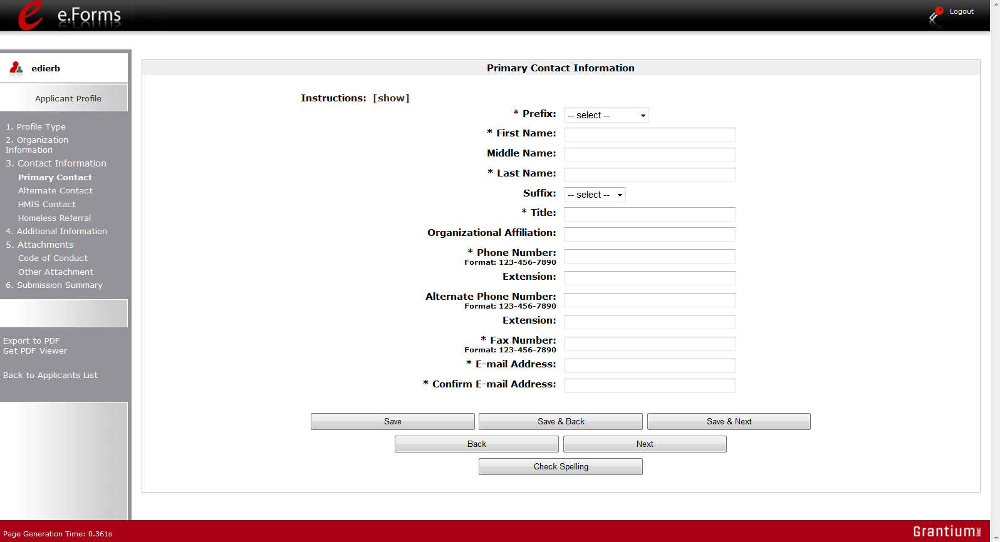 e e.Forms
Logout
edierb
Applicant Profile
1. Profile Type
2. Organization
Information
3. Contact Information
Primary Contact
Alternate Contact
HMIS Contact
Homeless Referral
4. Additional Information
5. Attachments
Code of Conduct
Other Attachment
6. Submission Summary
Export to PDF
Get PDF Viewer
Back to Applicants List
Primary Contact Information
Instructions: [show]
* Prefix: -- select --
* First Name:
Middle Name:
* Last Name:
Suffix: -- select --
* Title:
Organizational Affiliation:
* Phone Number:
Format: 123-456-7890
Extension:
Alternate Phone Number:
Format: 123-456-7890
Extension:
* Fax Number:
Format: 123-456-7890
* E-mail Address:
* Confirm E-mail Address:
Save Save & Back Save & Next
Back Next
Check Spelling
Page Generation Time: 0.361s
Grantium inc